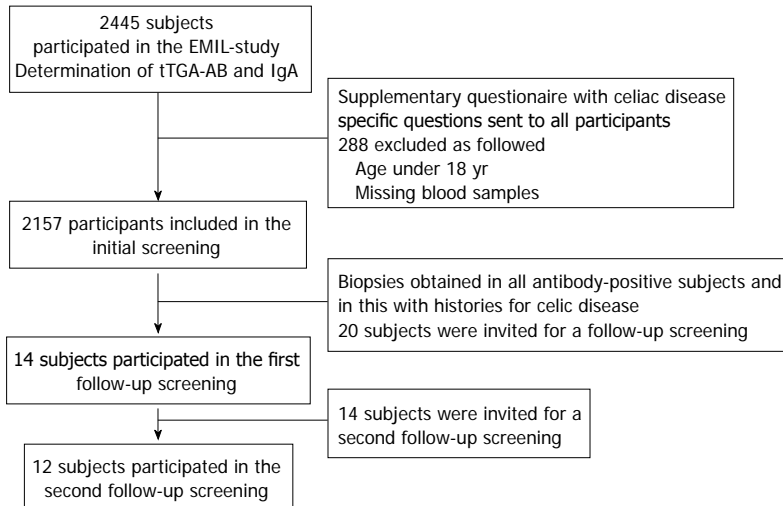 2445 subjects
participated in the EMIL-study
Determination of tTGA-AB and IgA
Supplementary questionaire with celiac disease
specific questions sent to all participants
288 excluded as followed
Age under 18 yr
Missing blood samples
2157 participants included in the
initial screening
Biopsies obtained in all antibody-positive subjects and
in this with histories for celic disease
20 subjects were invited for a follow-up screening
14 subjects participated in the first
follow-up screening
14 subjects were invited for a
second follow-up screening
12 subjects participated in the
second follow-up screening